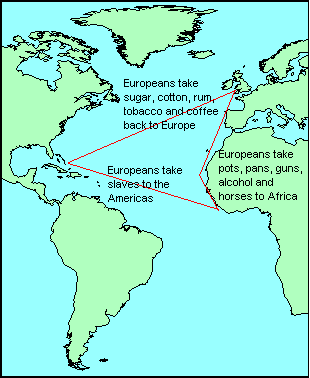 Europeans take
sugar, cotton, rum,
tobacco and coffee
back to Europe
Europeans take
pots, pans, guns,
alcohol and
horses to Africa
Europeans take
slaves to the
Americas